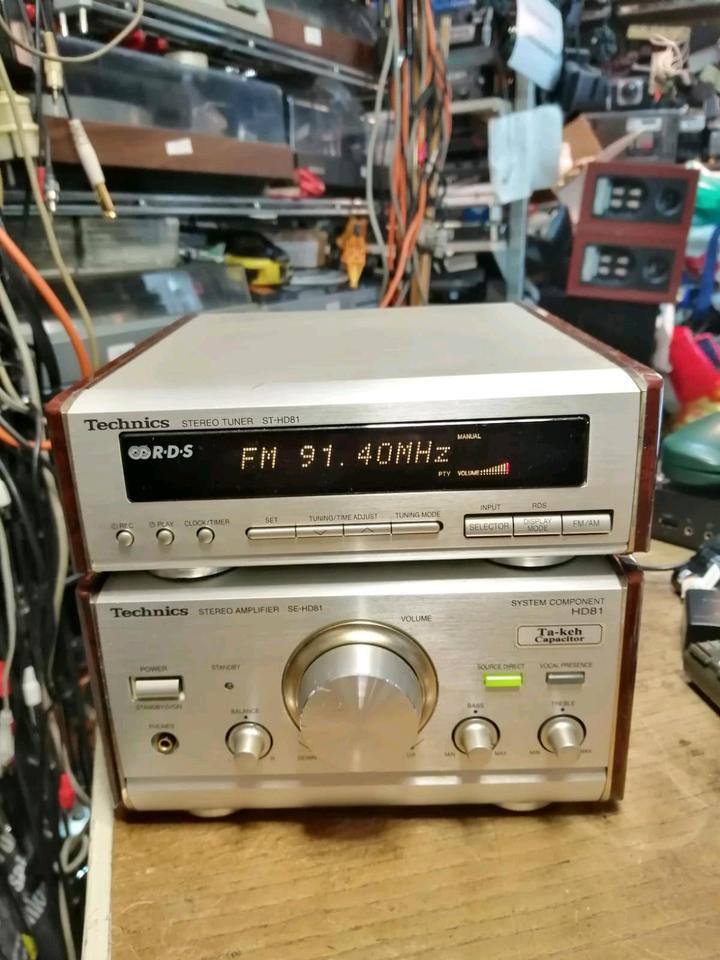 Technics STEREO TUNER ST-HD81
R·D·S
FM 91.40MHz
MANUAL
PTY VOLUME
REC
PLAY
CLOCK/TIMER
SET
TUNING/TIME ADJUST
TUNING MODE
INPUT
SELECTOR
RDS
DISPLAY MODE
FM/AM
Technics STEREO AMPLIFIER SE-HD81
VOLUME
SYSTEM COMPONENT
HD81
Ta-keh
Capacitor
POWER
STANDBY
SOURCE DIRECT
VOCAL PRESENCE
STANDBY/ON
PHONES
BALANCE
R
DOWN
UP
BASS
MIN
MAX
TREBLE
MIN
MAX